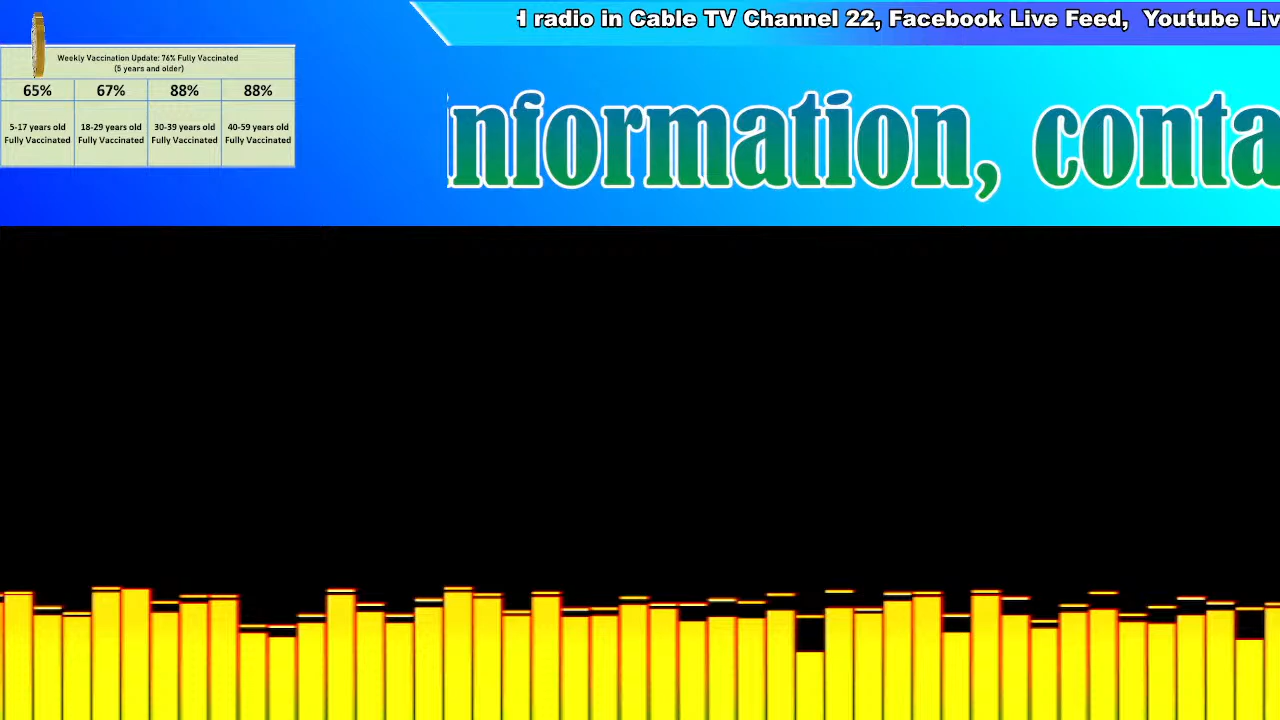 radio in Cable TV Channel 22, Facebook Live Feed, Youtube Liv
Weekly Vaccination Update: 76% Fully Vaccinated
(5 years and older)
65% 67% 88% 88%
5-17 years old 18-29 years old 30-39 years old 40-59 years old
Fully Vaccinated Fully Vaccinated Fully Vaccinated Fully Vaccinated
nformation, conta